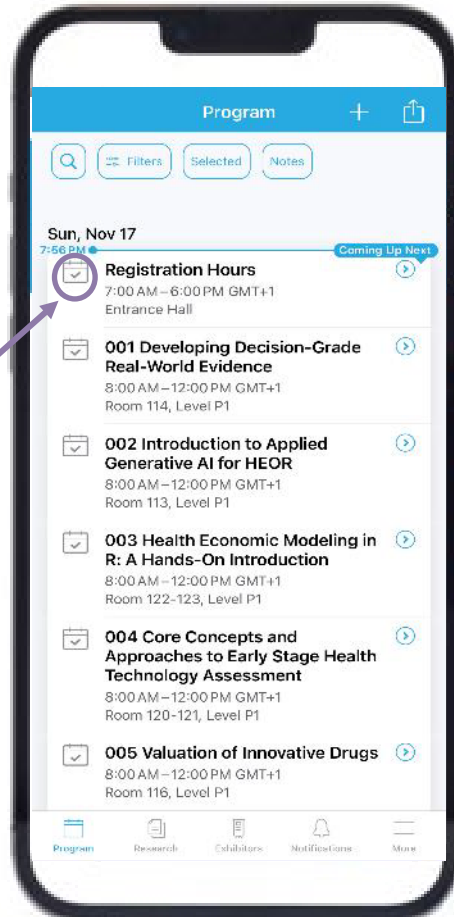 Program
Filters
Selected
Notes
Sun, Nov 17
7:56 PM
Coming Up Next
Registration Hours
7:00 AM – 6:00 PM GMT+1
Entrance Hall
001 Developing Decision-Grade
Real-World Evidence
8:00 AM – 12:00 PM GMT+1
Room 114, Level P1
002 Introduction to Applied
Generative AI for HEOR
8:00 AM – 12:00 PM GMT+1
Room 113, Level P1
003 Health Economic Modeling in
R: A Hands-On Introduction
8:00 AM – 12:00 PM GMT+1
Room 122-123, Level P1
004 Core Concepts and
Approaches to Early Stage Health
Technology Assessment
8:00 AM – 12:00 PM GMT+1
Room 120-121, Level P1
005 Valuation of Innovative Drugs
8:00 AM – 12:00 PM GMT+1
Room 116, Level P1
Program Research Exhibitors Notifications More